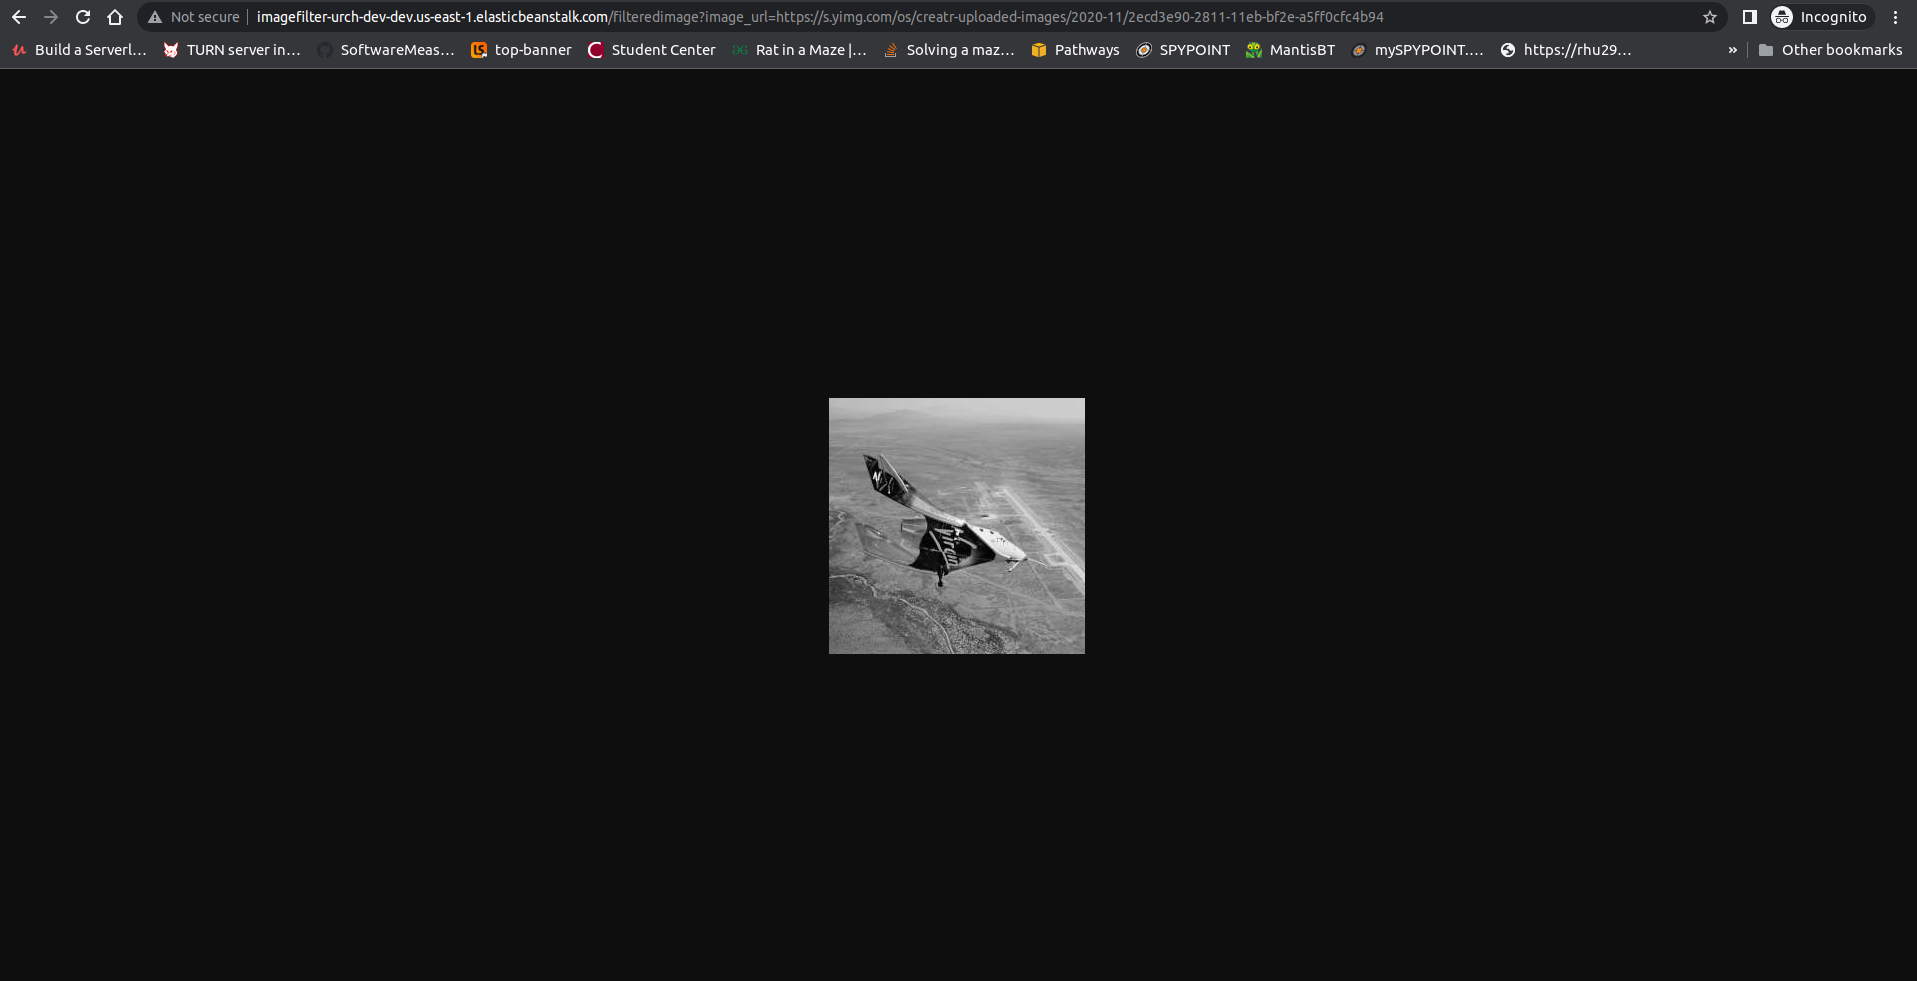 Not secure imagefilter-urch-dev-dev.us-east-1.elasticbeanstalk.com/filteredimage?image_url=https://s.yimg.com/os/creatr-uploaded-images/2020-11/2ecd3e90-2811-11eb-bf2e-a5ff0cfc4b94 Incognito
Build a Serverl... TURN server in... SoftwareMeas... top-banner Student Center Rat in a Maze |... Solving a maz... Pathways SPYPOINT MantisBT mySPYPOINT.... https://rhu29... » Other bookmarks
N
Virgin